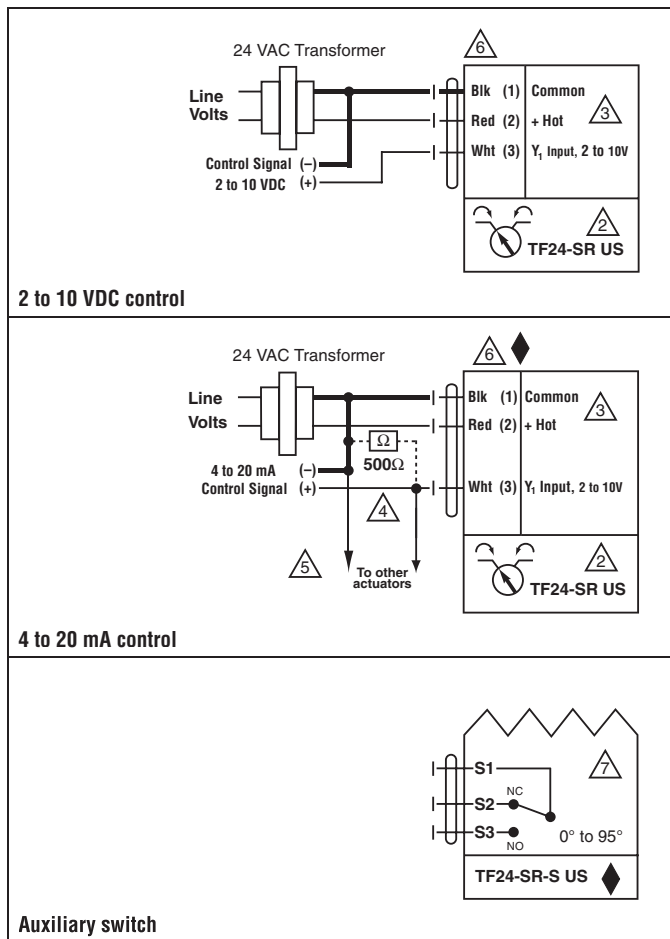 24 VAC Transformer
6
Line
Volts
Blk (1) Common
3
Red (2) + Hot
Wht (3) Y1 Input, 2 to 10V
Control Signal (–)
2 to 10 VDC (+)
2
TF24-SR US
2 to 10 VDC control
24 VAC Transformer
6
Line
Volts
Blk (1) Common
3
Red (2) + Hot
Ω
500Ω
4 to 20 mA (–)
Control Signal (+)
Wht (3) Y1 Input, 2 to 10V
4
5
To other
actuators
2
TF24-SR US
4 to 20 mA control
S1
7
S2 NC
S3 0° to 95°
NO
TF24-SR-S US
Auxiliary switch